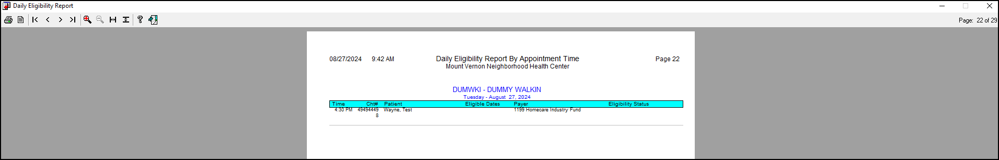 Daily Eligibility Report
Page: 22 of 29
08/27/2024 9:42 AM Daily Eligibility Report By Appointment Time Page 22
Mount Vernon Neighborhood Health Center
DUMWKI - DUMMY WALKIN
Tuesday - August 27, 2024
Time Cht# Patient Eligible Dates Payer Eligibility Status
4:30 PM 49494449 Wayne, Test 1199 Homecare Industry Fund
8